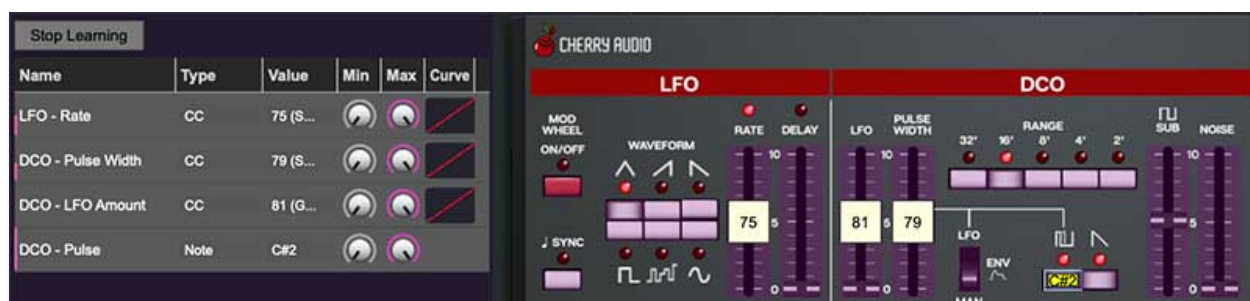 Stop Learning
Name Type Value Min Max Curve
LFO - Rate CC 75 (S...
DCO - Pulse Width CC 79 (S...
DCO - LFO Amount CC 81 (G...
DCO - Pulse Note C#2
CHERRY AUDIO
LFO
MOD
WHEEL
ON/OFF
WAVEFORM
RATE DELAY
10
75 5
0
♩ SYNC
DCO
LFO PULSE
WIDTH
10
81 5 79
0
RANGE
32' 16' 8' 4' 2'
LFO
ENV
MAN
C#2
SUB NOISE
10
5
0